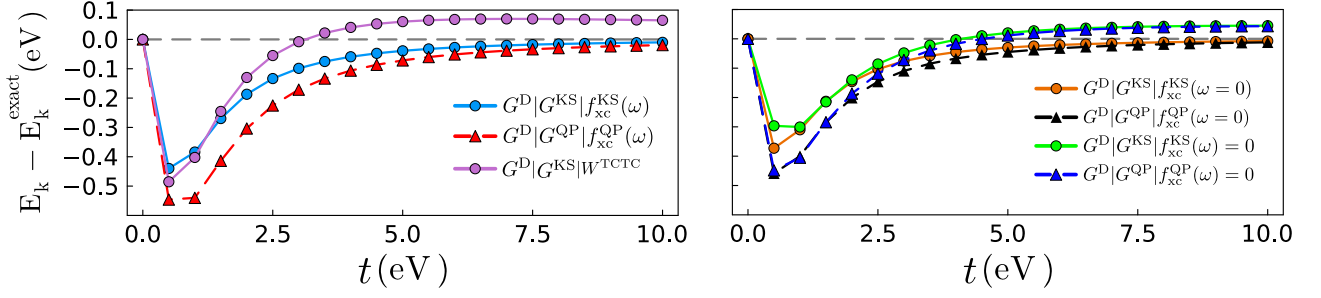 E_k − E_k^exact (eV)
0.1
0.0
−0.1
−0.2
−0.3
−0.4
−0.5
G^D|G^KS|f_xc^KS(ω)
G^D|G^QP|f_xc^QP(ω)
G^D|G^KS|W^TCTC
0.0 2.5 5.0 7.5 10.0
t(eV)
G^D|G^KS|f_xc^KS(ω = 0)
G^D|G^QP|f_xc^QP(ω = 0)
G^D|G^KS|f_xc^KS(ω) = 0
G^D|G^QP|f_xc^QP(ω) = 0
0.0 2.5 5.0 7.5 10.0
t(eV)